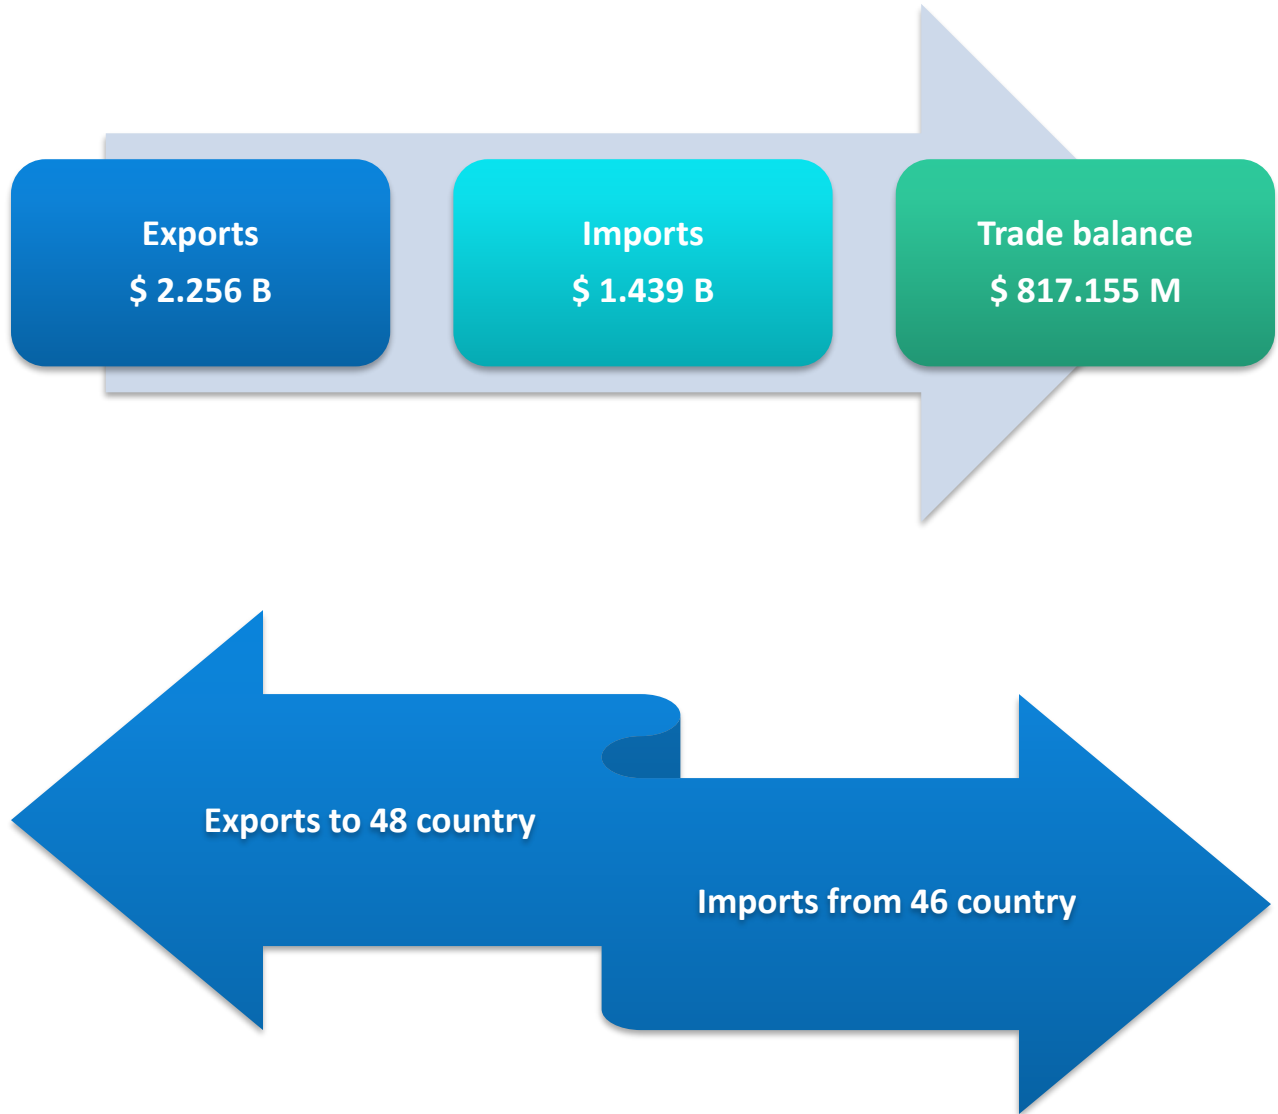 Exports
$ 2.256 B
Imports
$ 1.439 B
Trade balance
$ 817.155 M
Exports to 48 country
Imports from 46 country